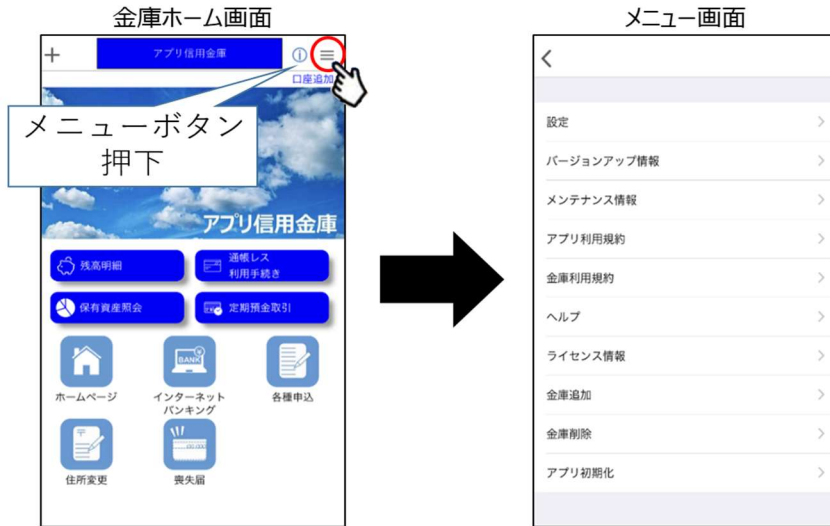 金庫ホーム画面
アプリ信用金庫
口座追加
メニューボタン
押下
アプリ信用金庫
残高明細
通帳レス
利用手続き
保有資産照会
定期預金取引
BANK
ホームページ
インターネット
バンキング
各種申込
〒
住所変更
喪失届
メニュー画面
設定
バージョンアップ情報
メンテナンス情報
アプリ利用規約
金庫利用規約
ヘルプ
ライセンス情報
金庫追加
金庫削除
アプリ初期化